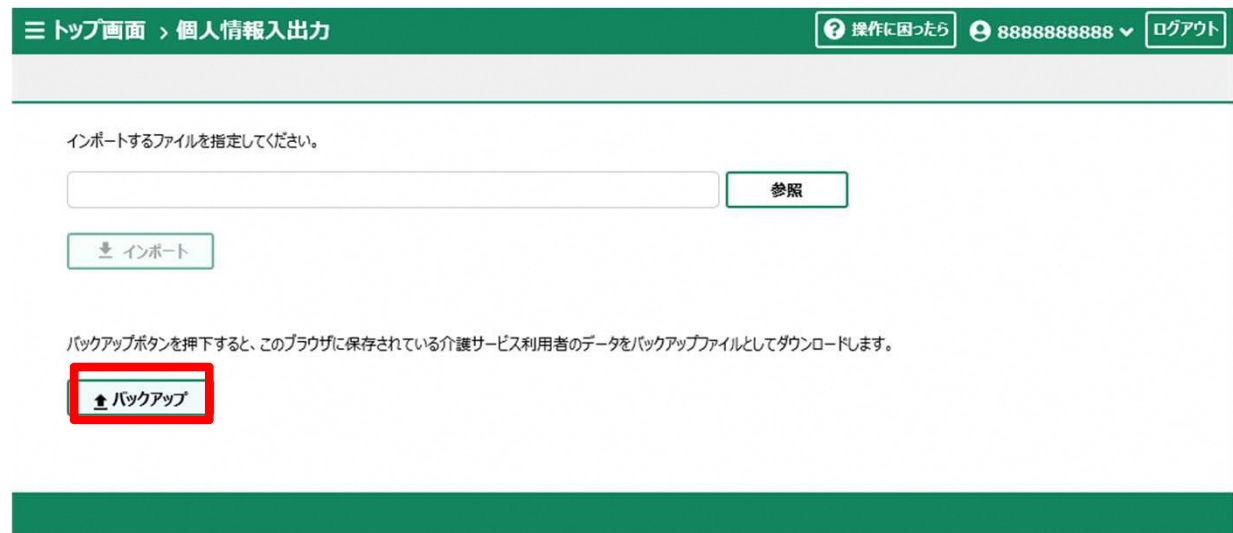 トップ画面 > 個人情報入出力 操作に困ったら 8888888888 ログアウト
インポートするファイルを指定してください。
参照
インポート
バックアップボタンを押下すると、このブラウザに保存されている介護サービス利用者のデータをバックアップファイルとしてダウンロードします。
バックアップ